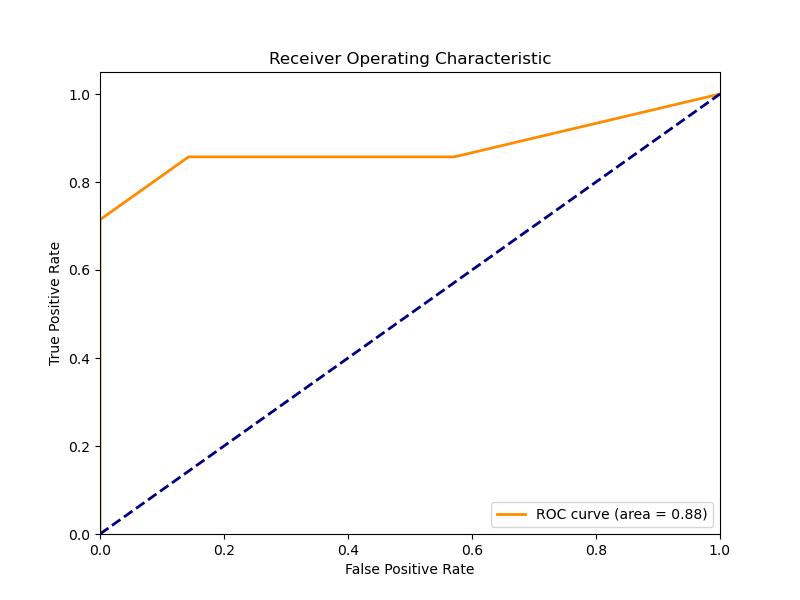 Receiver Operating Characteristic
True Positive Rate
1.0
0.8
0.6
0.4
0.2
0.0
ROC curve (area = 0.88)
0.0 0.2 0.4 0.6 0.8 1.0
False Positive Rate